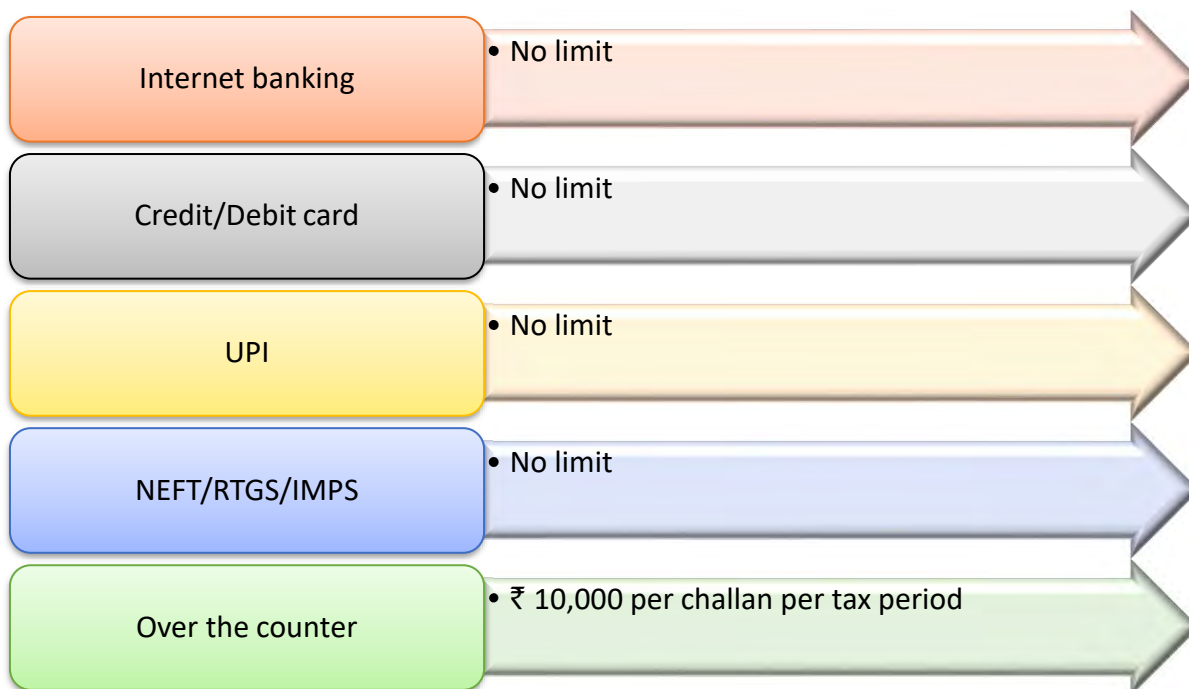 Internet banking
• No limit
Credit/Debit card
• No limit
UPI
• No limit
NEFT/RTGS/IMPS
• No limit
Over the counter
• ₹ 10,000 per challan per tax period